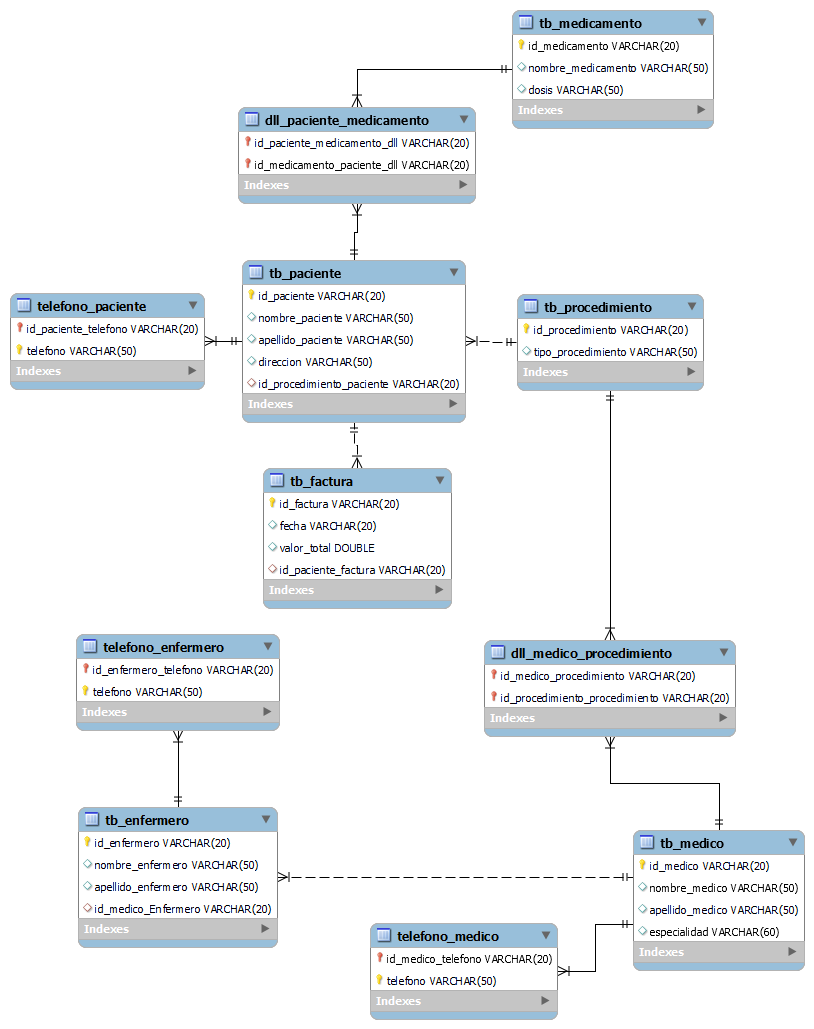 tb_medicamento
id_medicamento VARCHAR(20)
nombre_medicamento VARCHAR(50)
dosis VARCHAR(50)
Indexes
dll_paciente_medicamento
id_paciente_medicamento_dll VARCHAR(20)
id_medicamento_paciente_dll VARCHAR(20)
Indexes
tb_paciente
id_paciente VARCHAR(20)
nombre_paciente VARCHAR(50)
apellido_paciente VARCHAR(50)
direccion VARCHAR(50)
id_procedimiento_paciente VARCHAR(20)
Indexes
telefono_paciente
id_paciente_telefono VARCHAR(20)
telefono VARCHAR(50)
Indexes
tb_procedimiento
id_procedimiento VARCHAR(20)
tipo_procedimiento VARCHAR(50)
Indexes
tb_factura
id_factura VARCHAR(20)
fecha VARCHAR(20)
valor_total DOUBLE
id_paciente_factura VARCHAR(20)
Indexes
telefono_enfermero
id_enfermero_telefono VARCHAR(20)
telefono VARCHAR(50)
Indexes
dll_medico_procedimiento
id_medico_procedimiento VARCHAR(20)
id_procedimiento_procedimiento VARCHAR(20)
Indexes
tb_enfermero
id_enfermero VARCHAR(20)
nombre_enfermero VARCHAR(50)
apellido_enfermero VARCHAR(50)
id_medico_Enfermero VARCHAR(20)
Indexes
tb_medico
id_medico VARCHAR(20)
nombre_medico VARCHAR(50)
apellido_medico VARCHAR(50)
especialidad VARCHAR(60)
Indexes
telefono_medico
id_medico_telefono VARCHAR(20)
telefono VARCHAR(50)
Indexes